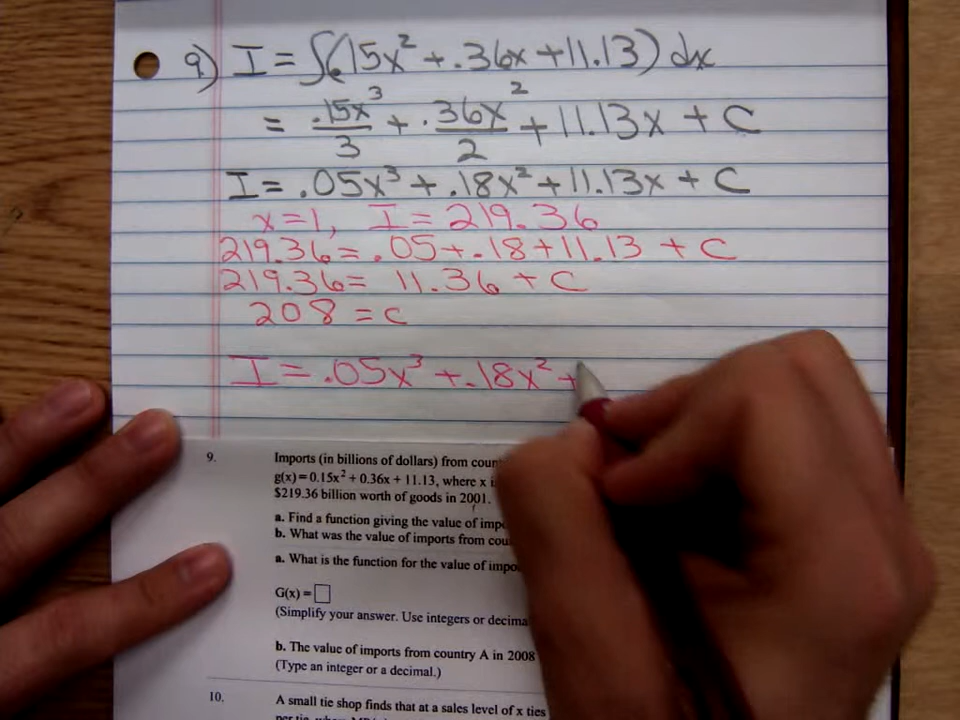 9) I = ∫(.15x² + .36x + 11.13) dx
= .15x³/3 + .36x²/2 + 11.13x + C
I = .05x³ + .18x² + 11.13x + C
x = 1, I = 219.36
219.36 = .05 + .18 + 11.13 + C
219.36 = 11.36 + C
208 = C
I = .05x³ + .18x² +
9. Imports (in billions of dollars) from
g(x) = 0.15x² + 0.36x + 11.13, where x
$219.36 billion worth of goods in 2001.
a. Find a function giving the value of
b. What was the value of imports from
a. What is the function for the value of
G(x) =
(Simplify your answer. Use integers or
b. The value of imports from country A in 2008
(Type an integer or a decimal.)
10. A small tie shop finds that at a sales level of x ties
per tie, where